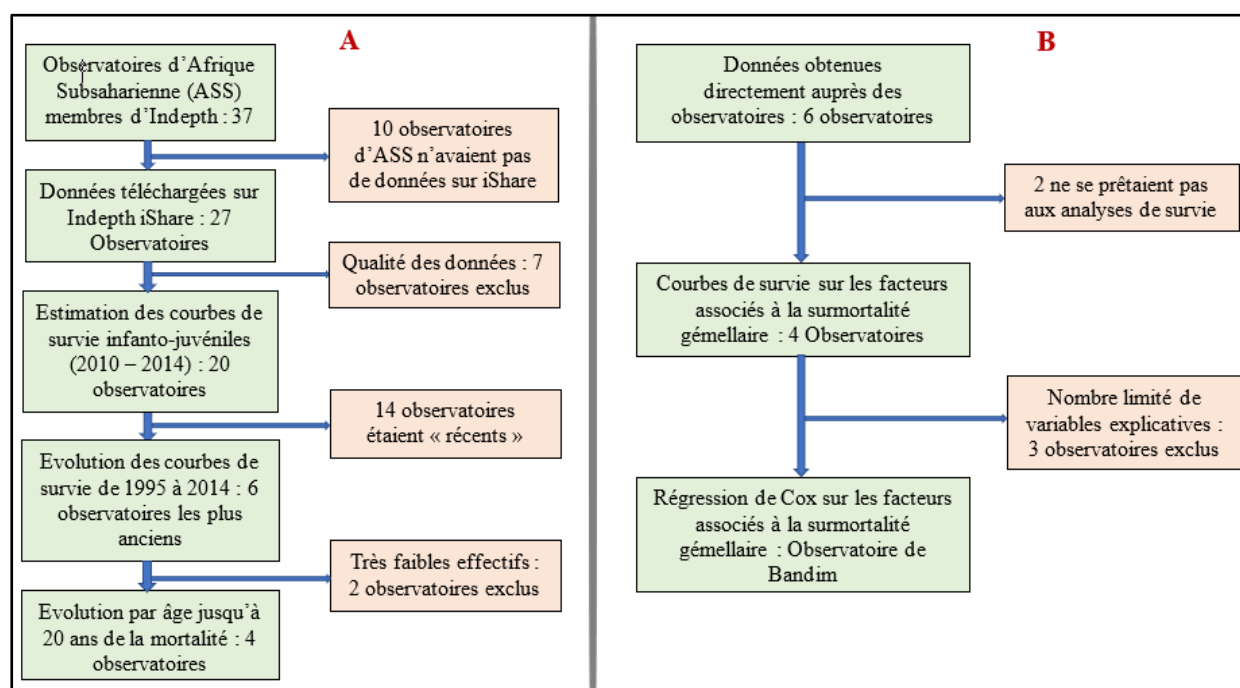 A
Observatoires d'Afrique
Subsaharienne (ASS)
membres d'Indepth : 37
10 observatoires
d'ASS n'avaient pas
de données sur iShare
Données téléchargées sur
Indepth iShare : 27
Observatoires
Qualité des données : 7
observatoires exclus
Estimation des courbes de
survie infanto-juvéniles
(2010 – 2014) : 20
observatoires
14 observatoires
étaient « récents »
Evolution des courbes de
survie de 1995 à 2014 : 6
observatoires les plus
anciens
Très faibles effectifs :
2 observatoires exclus
Evolution par âge jusqu'à
20 ans de la mortalité : 4
observatoires
B
Données obtenues
directement auprès des
observatoires : 6 observatoires
2 ne se prêtaient pas
aux analyses de survie
Courbes de survie sur les facteurs
associés à la surmortalité
gémellaire : 4 Observatoires
Nombre limité de
variables explicatives :
3 observatoires exclus
Régression de Cox sur les facteurs
associés à la surmortalité
gémellaire : Observatoire de
Bandim